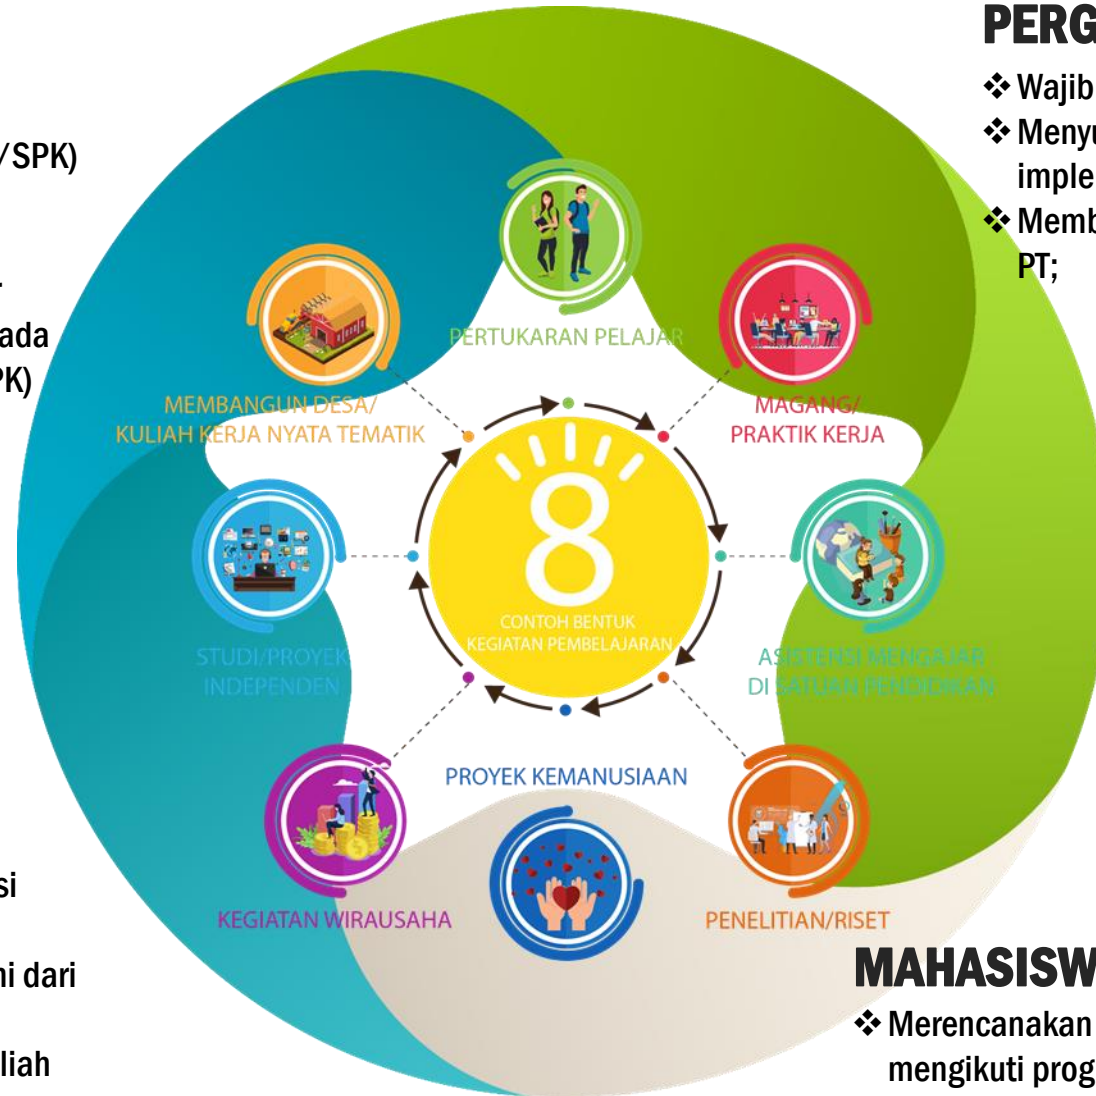 PERG
❖ Wajib
❖ Menyu
imple
❖ Memb
PT;
/SPK)
ada
PK)
PERTUKARAN PELAJAR
MEMBANGUN DESA/
KULIAH KERJA NYATA TEMATIK
MAGANG/
PRAKTIK KERJA
8
CONTOH BENTUK
KEGIATAN PEMBELAJARAN
STUDI/PROYEK
INDEPENDEN
ASISTENSI MENGAJAR
DI SATUAN PENDIDIKAN
PROYEK KEMANUSIAAN
KEGIATAN WIRAUSAHA
PENELITIAN/RISET
si
ni dari
liah
MAHASISW
❖ Merencanakan
mengikuti prog